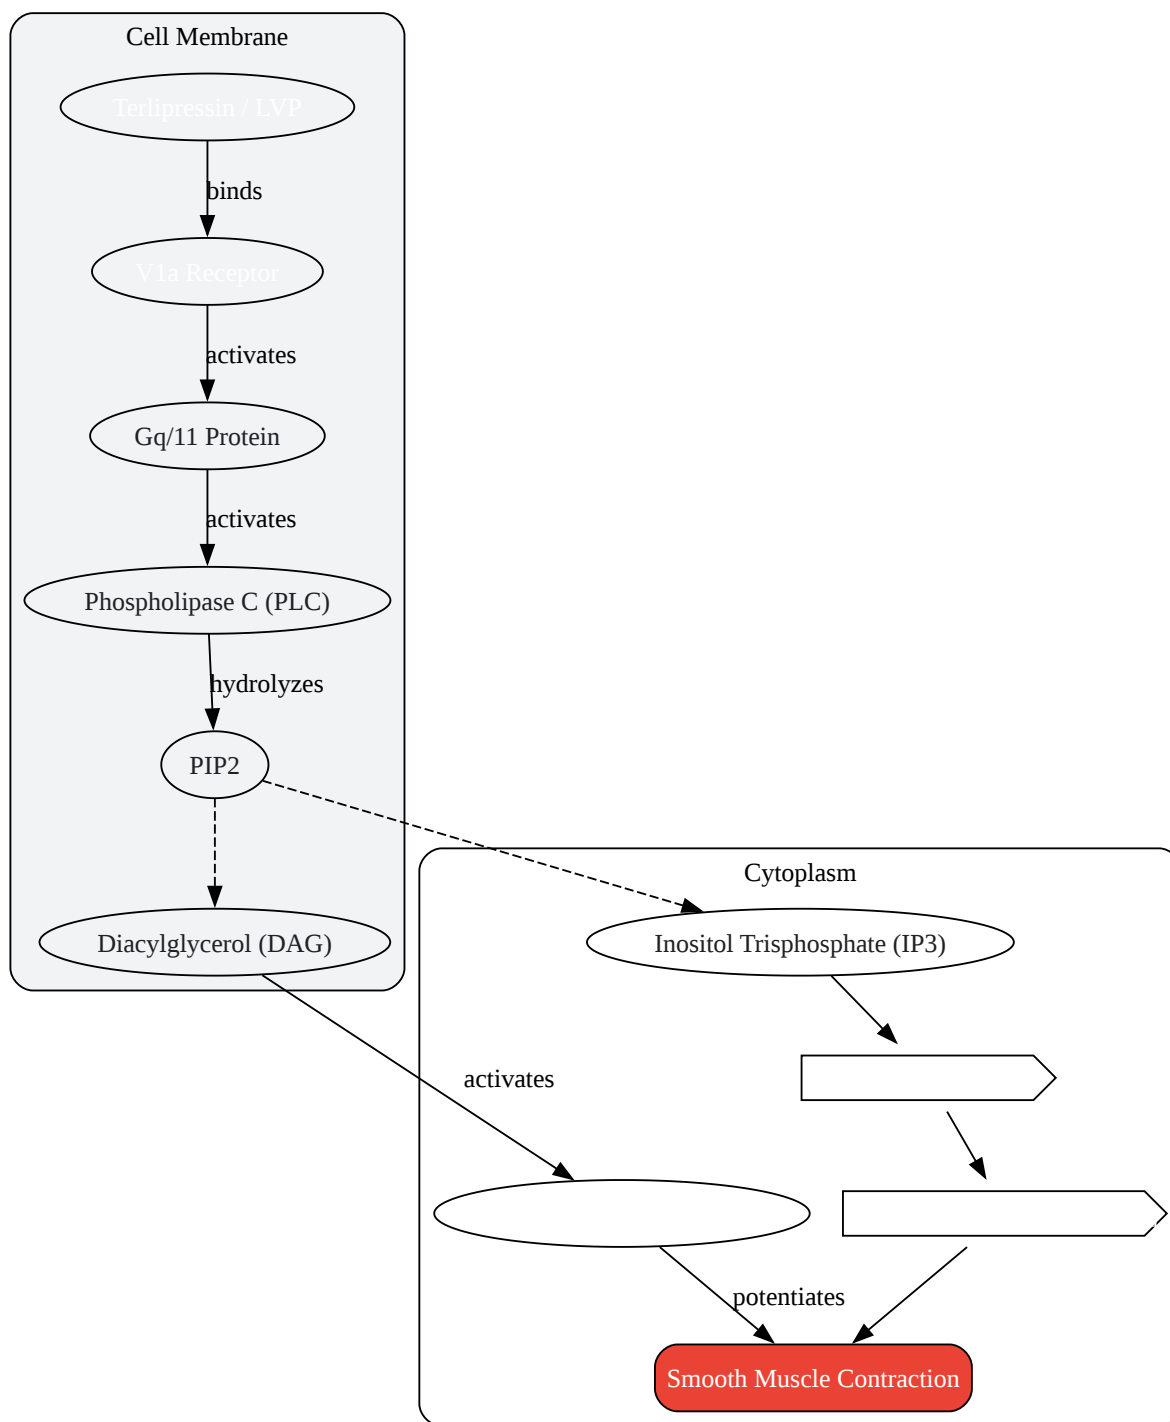 Cell Membrane
Terlipressin / LVP
binds
V1a Receptor
activates
Gq/11 Protein
activates
Phospholipase C (PLC)
hydrolyzes
PIP2
Cytoplasm
Diacylglycerol (DAG)
Inositol Trisphosphate (IP3)
activates
potentiates
Smooth Muscle Contraction